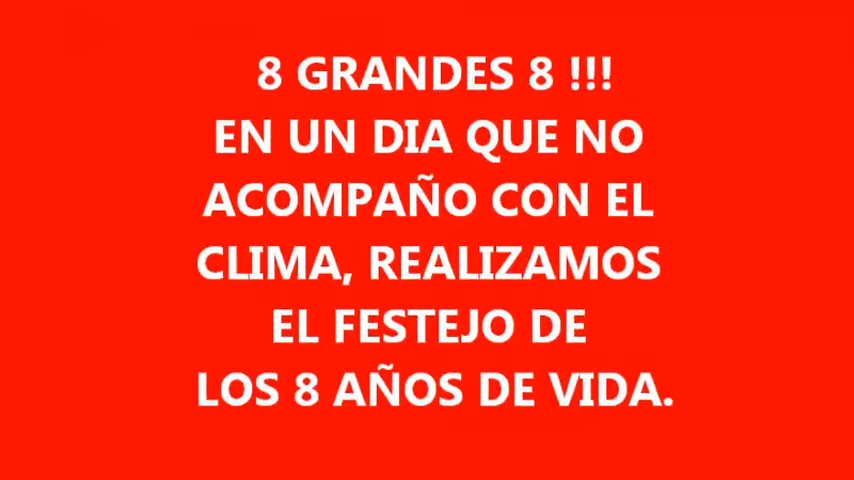 8 GRANDES 8 !!!
EN UN DIA QUE NO
ACOMPAÑO CON EL
CLIMA, REALIZAMOS
EL FESTEJO DE
LOS 8 AÑOS DE VIDA.